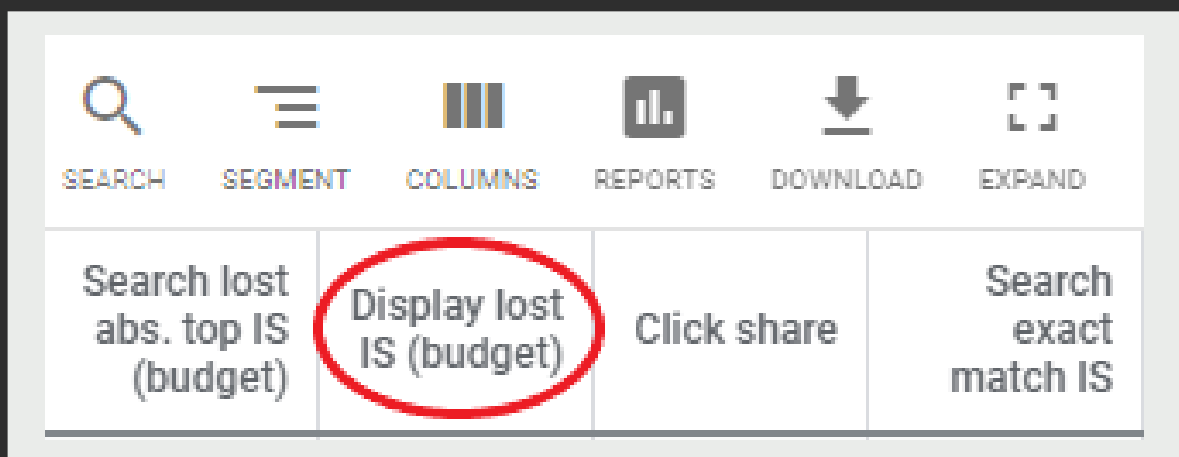 SEARCH SEGMENT COLUMNS REPORTS DOWNLOAD EXPAND
Search lost
abs. top IS
(budget)
Display lost
IS (budget)
Click share
Search
exact
match IS